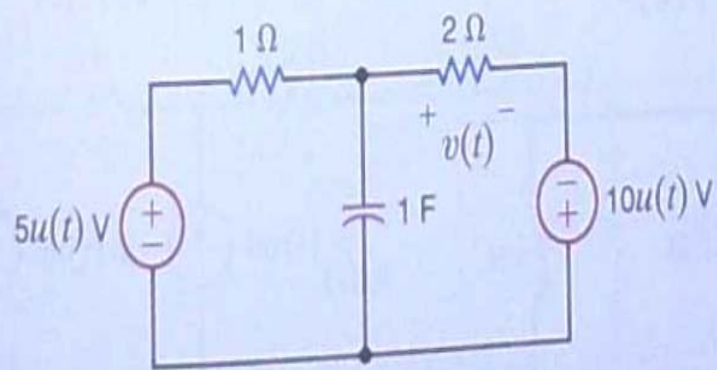 1 Ω
2 Ω
+ −
v(t)
5u(t) V
+
−
1 F
−
+
10u(t) V